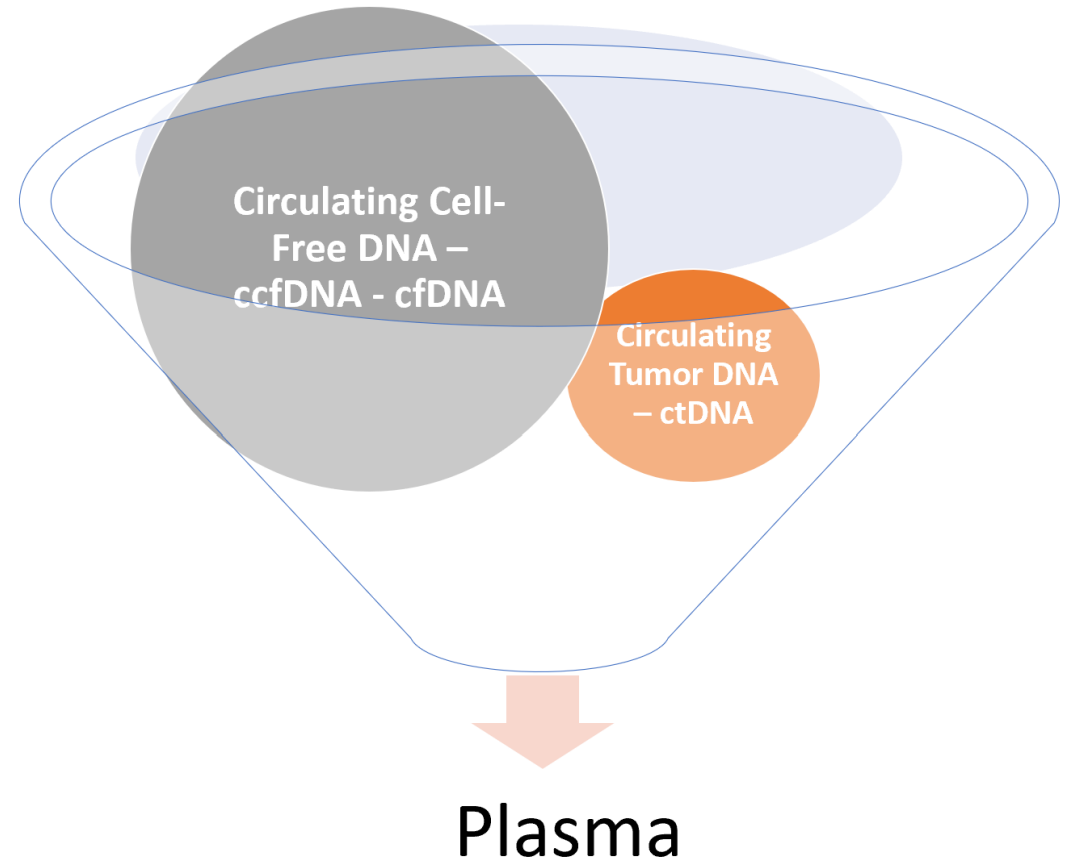 Circulating Cell-
Free DNA –
ccfDNA - cfDNA
Circulating
Tumor DNA
– ctDNA
Plasma